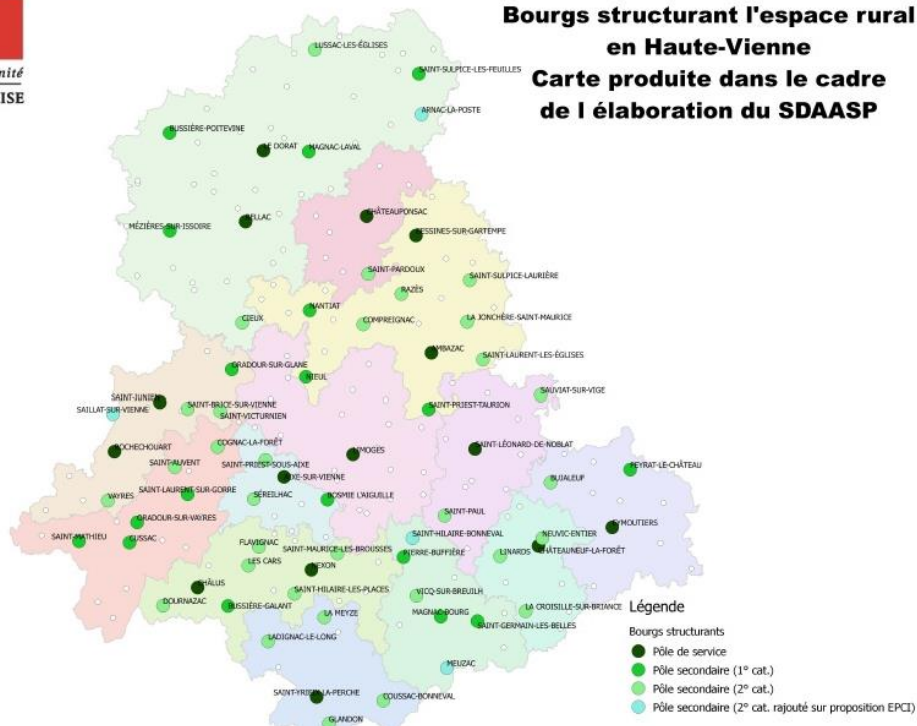 nité
ISE
Bourgs structurant l'espace rural
en Haute-Vienne
Carte produite dans le cadre
de l élaboration du SDAASP
LUSSAC-LES-ÉGLISES
SAINT-SULPICE-LES-FEUILLES
ARNAC-LA-POSTE
BUSSIÈRE-POITEVINE
LE DORAT
MAGNAC-LAVAL
CHÂTEAUPONSAC
MÉZIÈRES-SUR-ISSOIRE
BELLAC
BESSINES-SUR-GARTEMPE
SAINT-PARDOUX
SAINT-SULPICE-LAURIÈRE
RAZÈS
NANTIAT
CIEUX
COMPREIGNAC
LA JONCHÈRE-SAINT-MAURICE
AMBAZAC
SAINT-LAURENT-LES-ÉGLISES
ORADOUR-SUR-GLANE
NIEUL
SAUVIAT-SUR-VIGE
SAINT-JUNIEN
SAINT-BRICE-SUR-VIENNE
SAILLAT-SUR-VIENNE
SAINT-VICTURNIEN
SAINT-PRIEST-TAURION
COGNAC-LA-FORÊT
ROCHECHOUART
LIMOGES
SAINT-LÉONARD-DE-NOBLAT
SAINT-AUVENT
SAINT-PRIEST-SOUS-AIXE
AIXE-SUR-VIENNE
PEYRAT-LE-CHÂTEAU
BUJALEUF
SAINT-LAURENT-SUR-GORRE
VAYRES
SÉREILHAC
BOSMIE L'AIGUILLE
SAINT-PAUL
ORADOUR-SUR-VAYRES
EYMOUTIERS
SAINT-MATHIEU
CUSSAC
SAINT-HILAIRE-BONNEVAL
NEUVIC-ENTIER
FLAVIGNAC
SAINT-MAURICE-LES-BROUSSES
PIERRE-BUFFIÈRE
LINARDS
CHÂTEAUNEUF-LA-FORÊT
LES CARS
NEXON
CHÂLUS
SAINT-HILAIRE-LES-PLACES
VICQ-SUR-BREUILH
DOURNAZAC
BUSSIÈRE-GALANT
LA MEYZE
MAGNAC-BOURG
LA CROISILLE-SUR-BRIANCE
SAINT-GERMAIN-LES-BELLES
LADIGNAC-LE-LONG
MEUZAC
SAINT-YRIEIX-LA-PERCHE
COUSSAC-BONNEVAL
GLANDON
Légende
Bourgs structurants
Pôle de service
Pôle secondaire (1° cat.)
Pôle secondaire (2° cat.)
Pôle secondaire (2° cat. rajouté sur proposition EPCI)